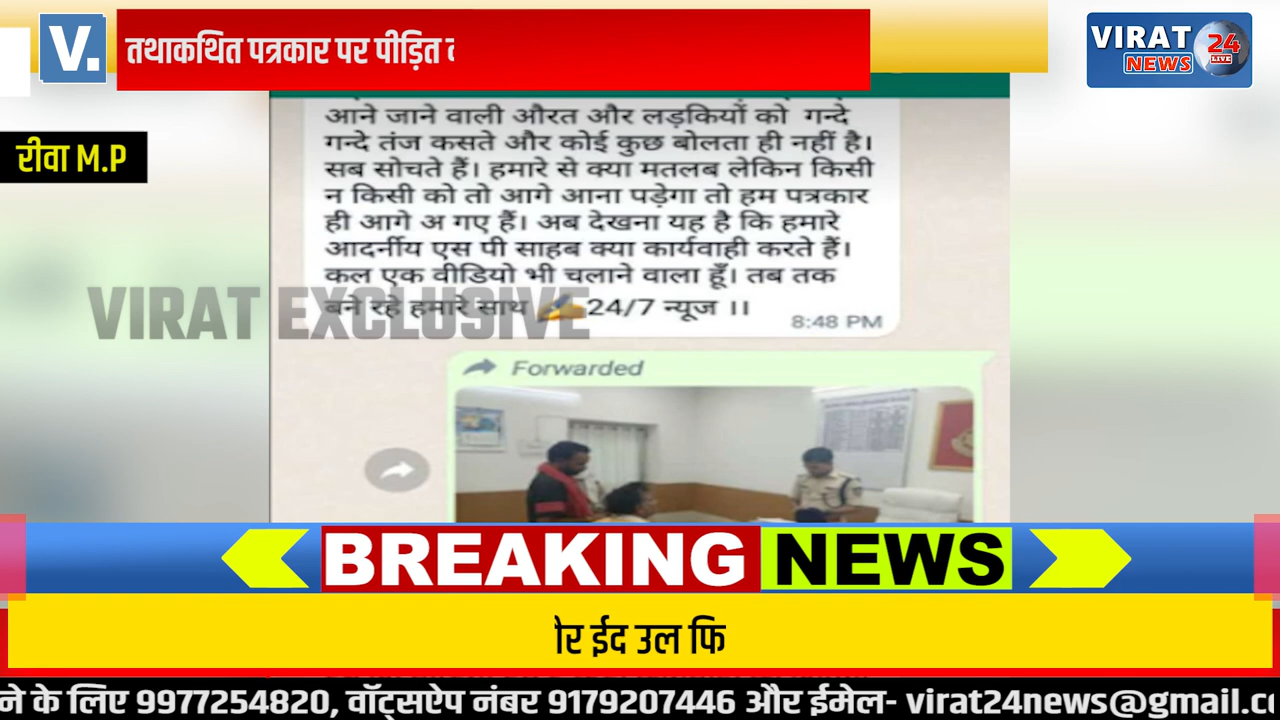 V.
तथाकथित पत्रकार पर पीड़ित
VIRAT 24
NEWS LIVE
रीवा M.P
आने जाने वाली औरत और लड़कियों को गन्दे
गन्दे तंज कसते और कोई कुछ बोलता ही नहीं है।
सब सोचते हैं। हमारे से क्या मतलब लेकिन किसी
न किसी को तो आगे आना पड़ेगा तो हम पत्रकार
ही आगे अ गए हैं। अब देखना यह है कि हमारे
आदर्नीय एस पी साहब क्या कार्यवाही करते हैं।
कल एक वीडियो भी चलाने वाला हूँ। तब तक
बने रहे हमारे साथ ✍️24/7 न्यूज ।।
8:48 PM
VIRAT EXCLUSIVE
Forwarded
BREAKING NEWS
ईद उल फि
ने के लिए 9977254820, वॉट्सऐप नंबर 9179207446 और ईमेल- virat24news@gmail.c